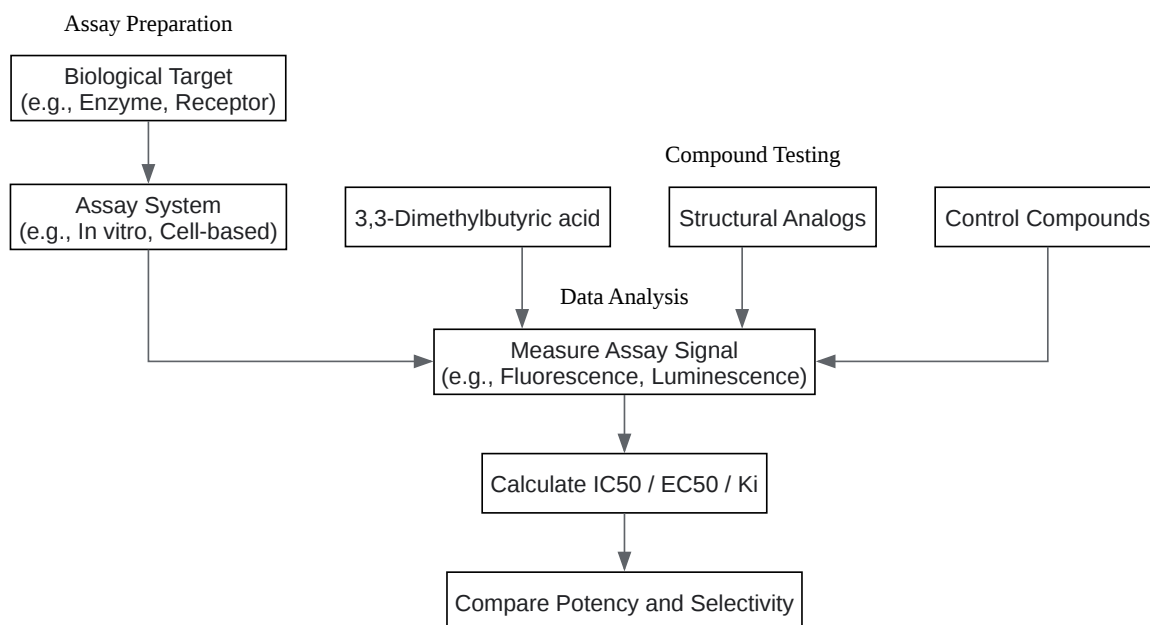 Assay Preparation
Biological Target
(e.g., Enzyme, Receptor)
Assay System
(e.g., In vitro, Cell-based)
Compound Testing
3,3-Dimethylbutyric acid
Structural Analogs
Control Compounds
Data Analysis
Measure Assay Signal
(e.g., Fluorescence, Luminescence)
Calculate IC50 / EC50 / Ki
Compare Potency and Selectivity